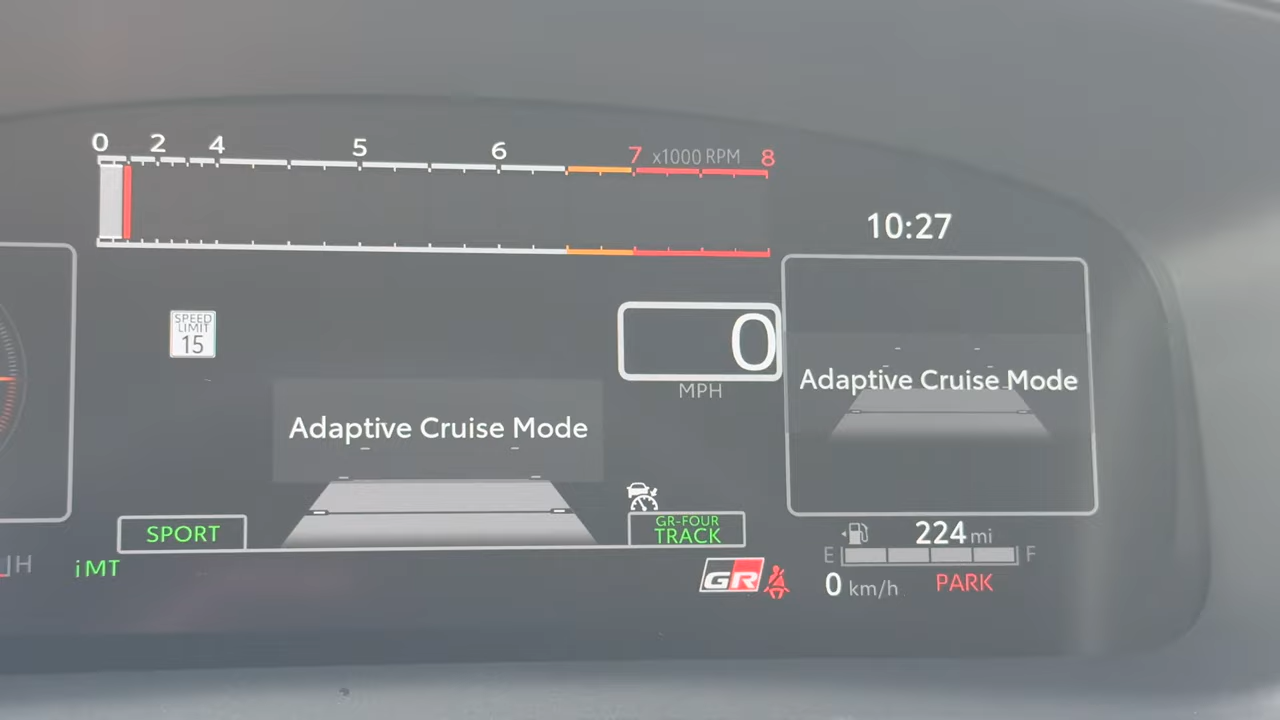 0 2 4 5 6 7 x1000 RPM 8
10:27
SPEED
LIMIT
15
0
MPH
Adaptive Cruise Mode
Adaptive Cruise Mode
SPORT
GR-FOUR
TRACK
224 mi
E F
H
iMT
GR
0 km/h
PARK